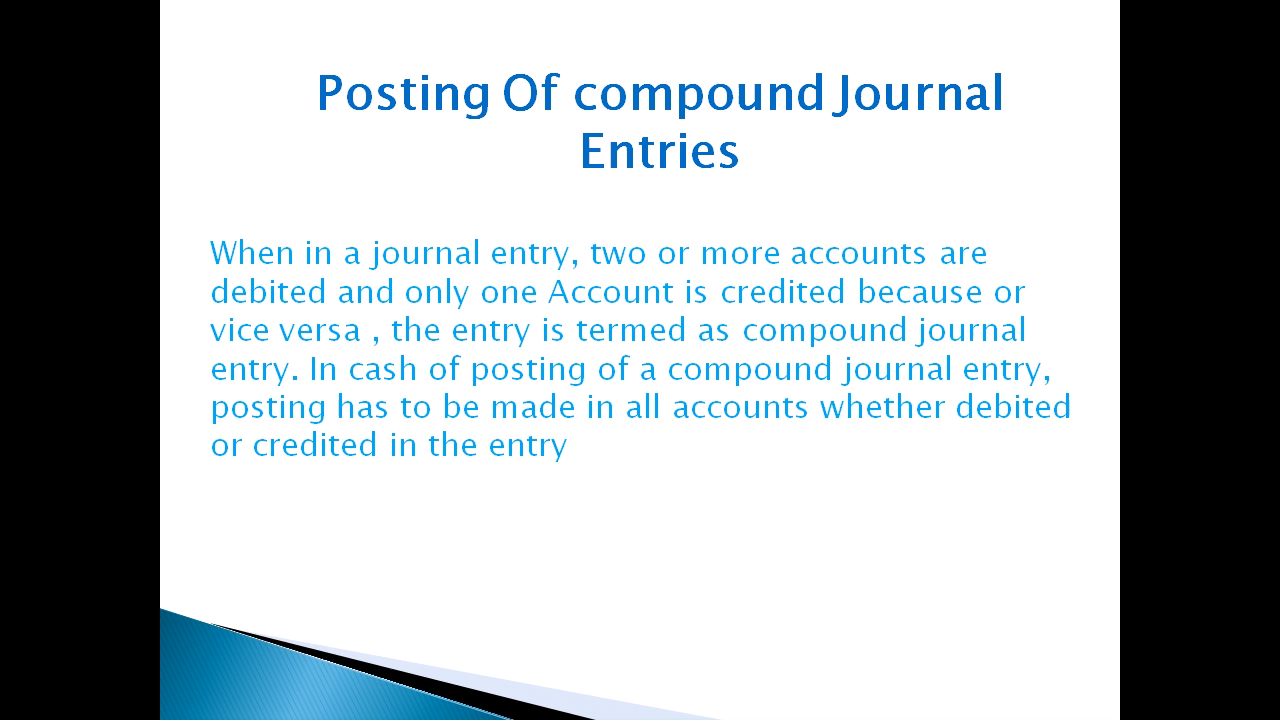 Posting Of compound Journal
Entries
When in a journal entry, two or more accounts are
debited and only one Account is credited because or
vice versa , the entry is termed as compound journal
entry. In cash of posting of a compound journal entry,
posting has to be made in all accounts whether debited
or credited in the entry